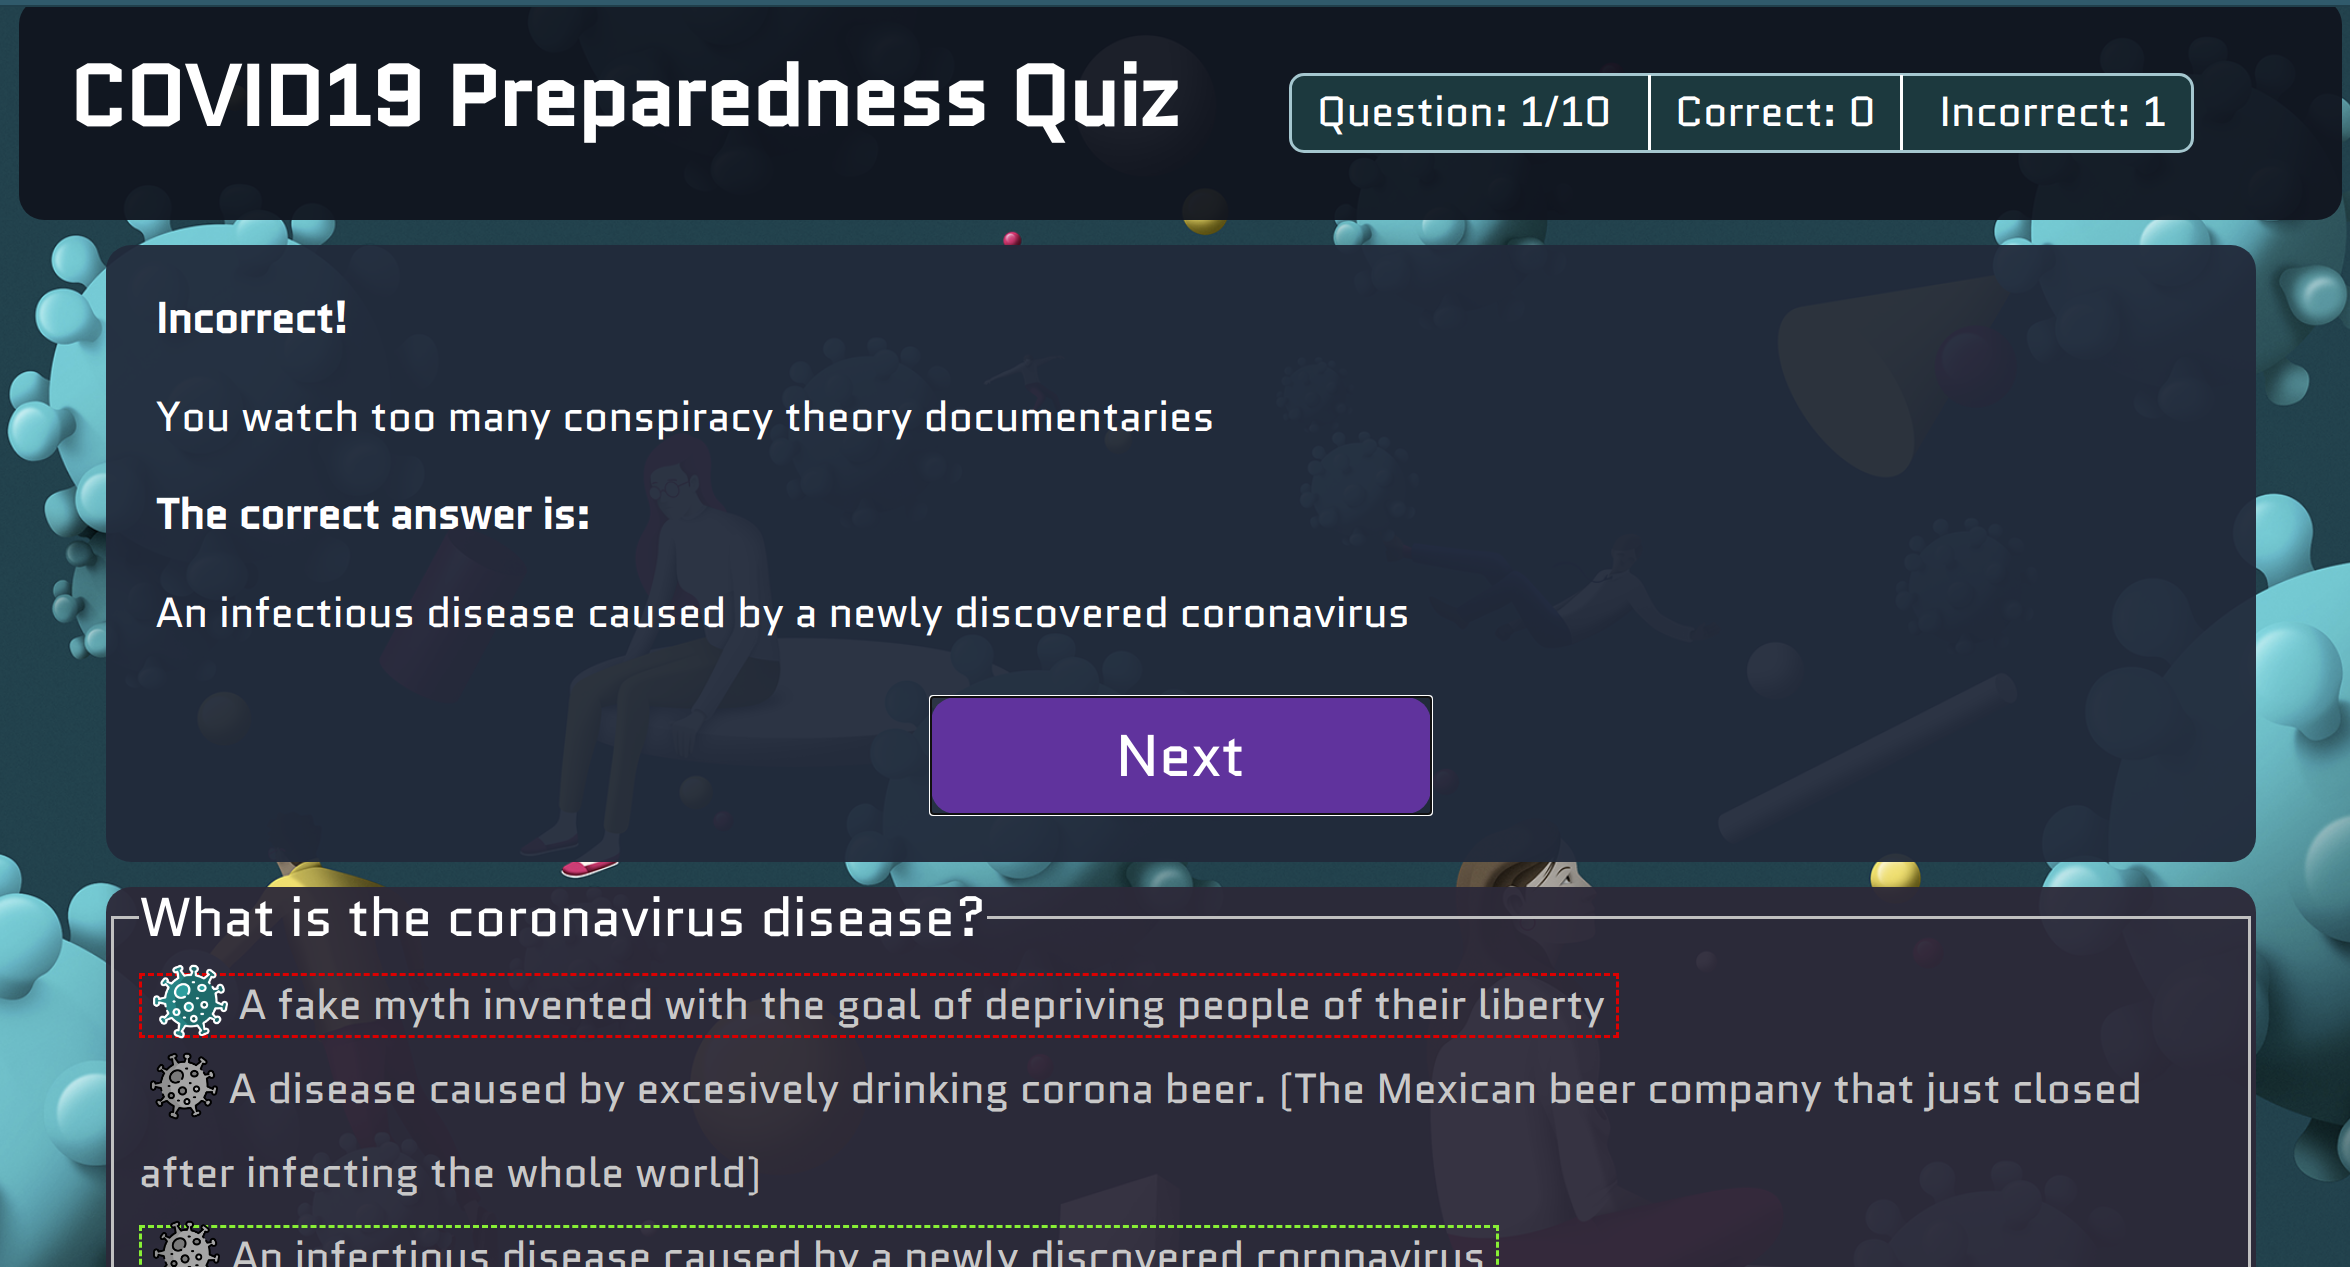 COVID19 Preparedness Quiz
Question: 1/10
Correct: 0
Incorrect: 1
Incorrect!
You watch too many conspiracy theory documentaries
The correct answer is:
An infectious disease caused by a newly discovered coronavirus
Next
What is the coronavirus disease?
A fake myth invented with the goal of depriving people of their liberty
A disease caused by excesively drinking corona beer. (The Mexican beer company that just closed
after infecting the whole world)
An infectious disease caused by a newly discovered coronavirus